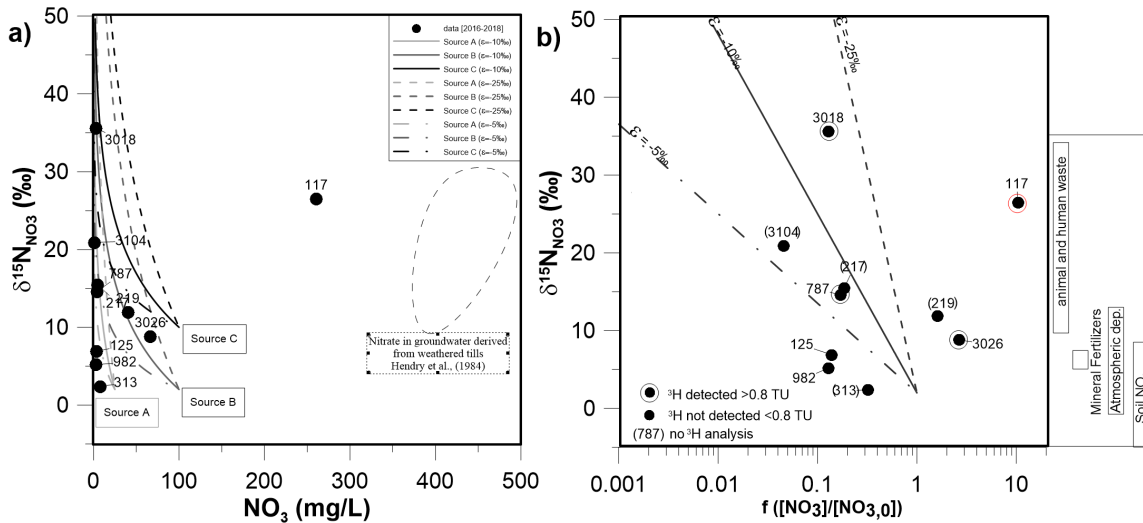 a)
50
40
30
20
10
0
δ¹⁵N_NO3 (‰)
0
100
200
300
400
500
NO₃ (mg/L)
data [2016-2018]
Source A (ε=-10‰)
Source B (ε=-10‰)
Source C (ε=-10‰)
Source A (ε=-25‰)
Source B (ε=-25‰)
Source C (ε=-25‰)
Source A (ε=-5‰)
Source B (ε=-5‰)
Source C (ε=-5‰)
3018
117
3104
787
219
217
3026
125
982
313
Source C
Source B
Source A
Nitrate in groundwater derived
from weathered tills
Hendry et al., (1984)
b)
50
40
30
20
10
0
δ¹⁵N_NO3 (‰)
0.001
0.01
0.1
1
10
f ([NO₃]/[NO₃,₀])
ε = -10‰
ε = -25‰
ε = -5‰
3018
117
(3104)
(217)
787
(219)
3026
125
982
(313)
³H detected >0.8 TU
³H not detected <0.8 TU
(787) no ³H analysis
animal and human waste
Mineral Fertilizers
Atmospheric dep.
Soil NO